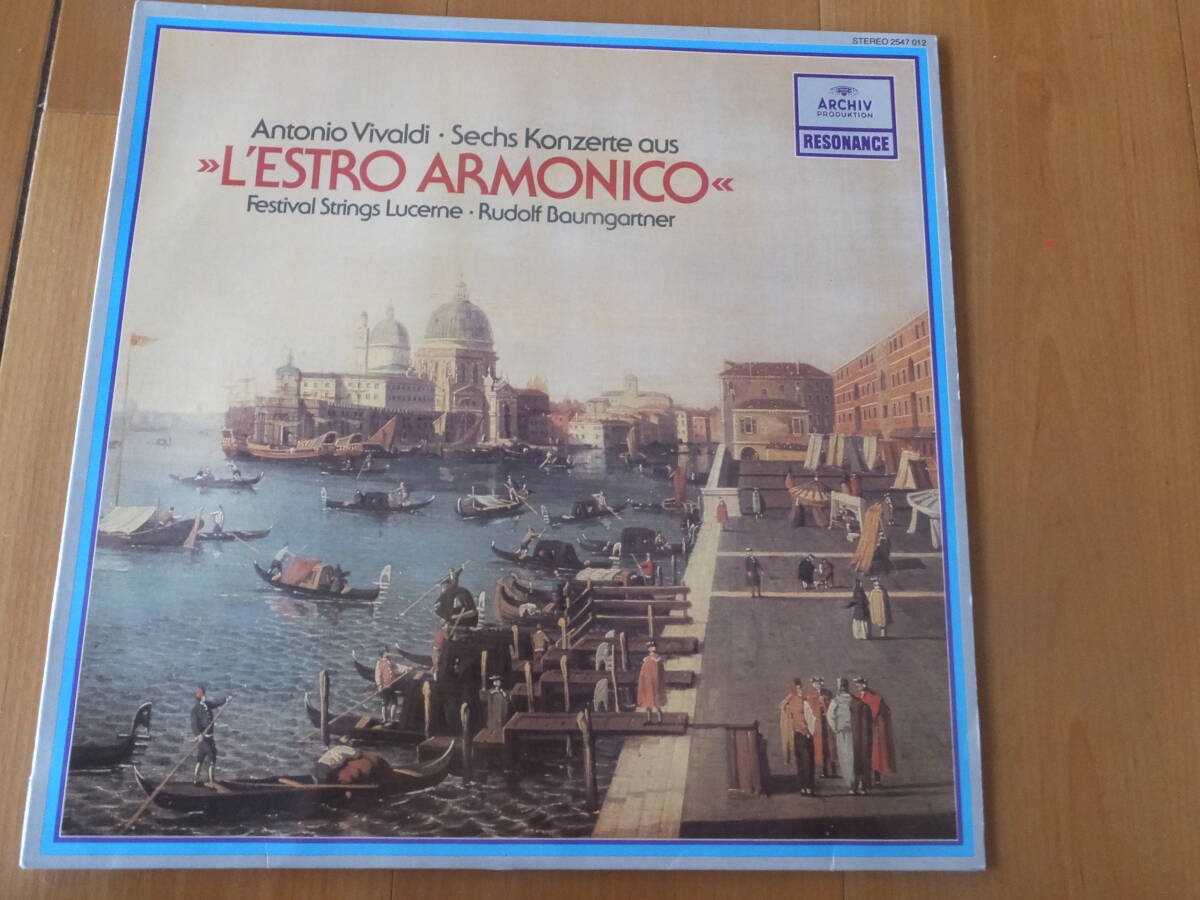 STEREO 2547 012
ARCHIV
PRODUKTION
RESONANCE
Antonio Vivaldi · Sechs Konzerte aus
»L'ESTRO ARMONICO«
Festival Strings Lucerne · Rudolf Baumgartner